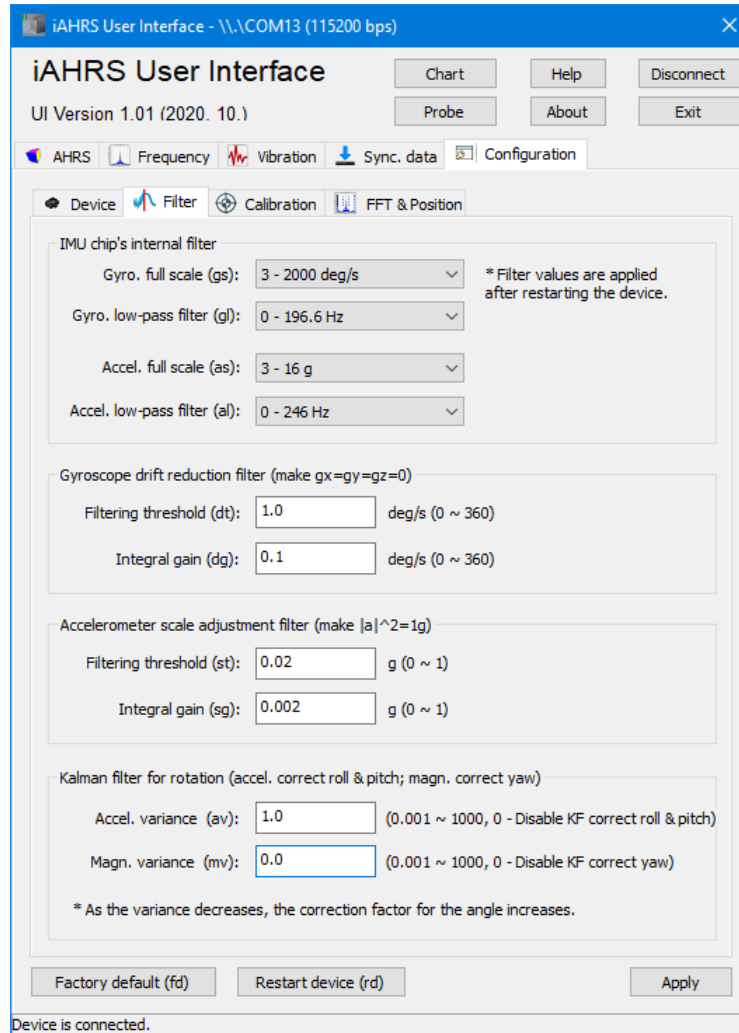 iAHRS User Interface - \\.\COM13 (115200 bps)
iAHRS User Interface
Chart
Help
Disconnect
UI Version 1.01 (2020. 10.)
Probe
About
Exit
AHRS
Frequency
Vibration
Sync. data
Configuration
Device
Filter
Calibration
FFT & Position
IMU chip's internal filter
Gyro. full scale (gs): 3 - 2000 deg/s
* Filter values are applied
after restarting the device.
Gyro. low-pass filter (gl): 0 - 196.6 Hz
Accel. full scale (as): 3 - 16 g
Accel. low-pass filter (al): 0 - 246 Hz
Gyroscope drift reduction filter (make gx=gy=gz=0)
Filtering threshold (dt): 1.0 deg/s (0 ~ 360)
Integral gain (dg): 0.1 deg/s (0 ~ 360)
Accelerometer scale adjustment filter (make |a|^2=1g)
Filtering threshold (st): 0.02 g (0 ~ 1)
Integral gain (sg): 0.002 g (0 ~ 1)
Kalman filter for rotation (accel. correct roll & pitch; magn. correct yaw)
Accel. variance (av): 1.0 (0.001 ~ 1000, 0 - Disable KF correct roll & pitch)
Magn. variance (mv): 0.0 (0.001 ~ 1000, 0 - Disable KF correct yaw)
* As the variance decreases, the correction factor for the angle increases.
Factory default (fd)
Restart device (rd)
Apply
Device is connected.